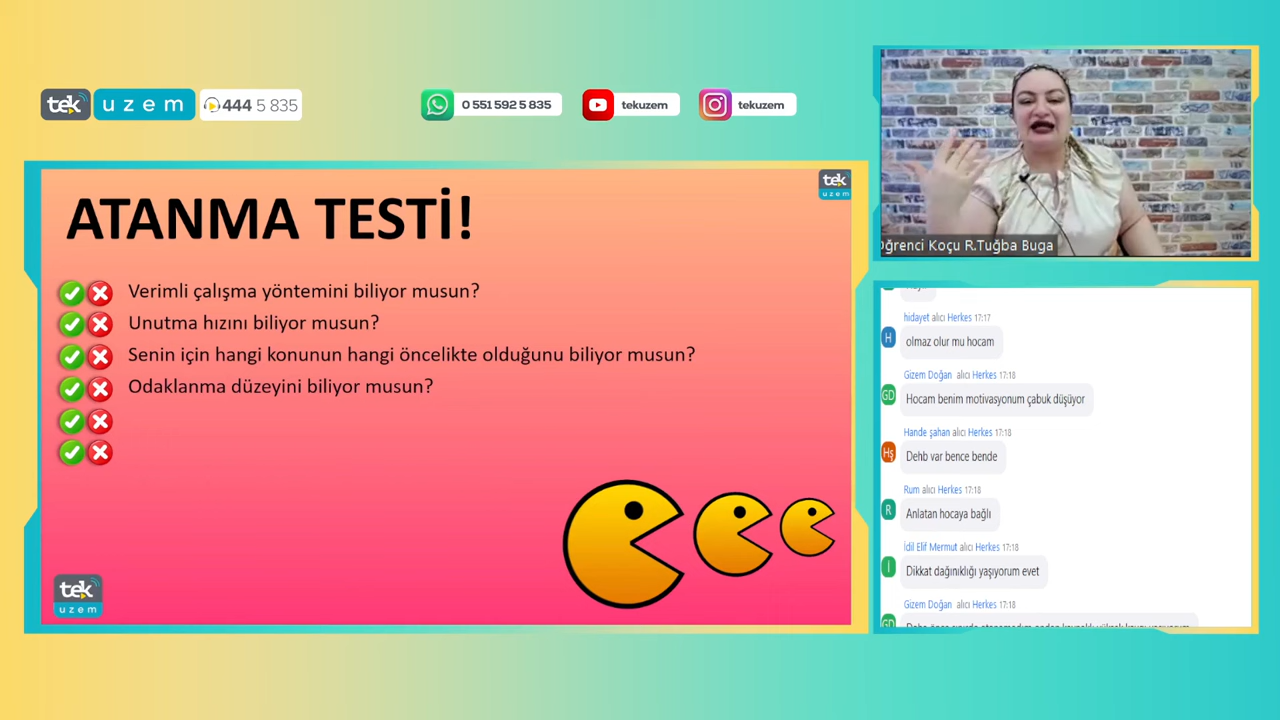 tek uzem 444 5 835
0 551 592 5 835
tekuzem
tekuzem
tek
uzem
ATANMA TESTİ!
Verimli çalışma yöntemini biliyor musun?
Unutma hızını biliyor musun?
Senin için hangi konunun hangi öncelikte olduğunu biliyor musun?
Odaklanma düzeyini biliyor musun?
tek
uzem
Öğrenci Koçu R.Tuğba Buga
hidayet alıcı Herkes 17:17
H
olmaz olur mu hocam
Gizem Doğan alıcı Herkes 17:18
GD
Hocam benim motivasyonum çabuk düşüyor
Hande şahan alıcı Herkes 17:18
Hş
Dehb var bence bende
Rum alıcı Herkes 17:18
R
Anlatan hocaya bağlı
İdil Elif Mermut alıcı Herkes 17:18
I
Dikkat dağınıklığı yaşıyorum evet
Gizem Doğan alıcı Herkes 17:18
GD